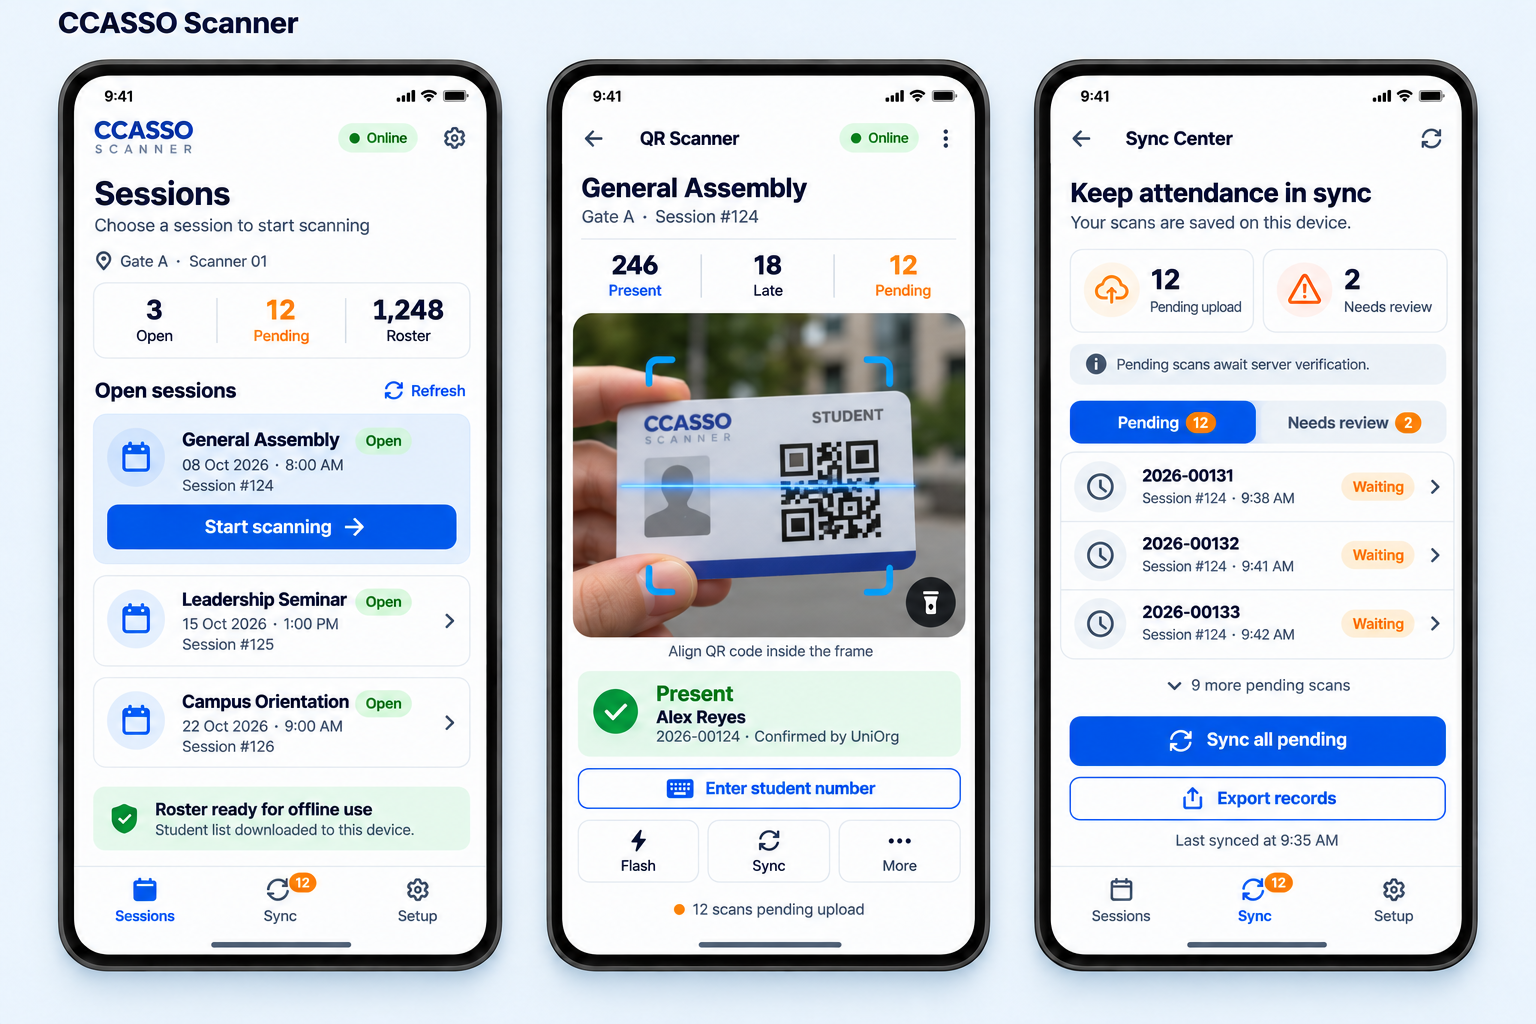 CCASSO Scanner
9:41
CCASSO
SCANNER
Online
Sessions
Choose a session to start scanning
Gate A · Scanner 01
3
Open
12
Pending
1,248
Roster
Open sessions
Refresh
General Assembly
Open
08 Oct 2026 · 8:00 AM
Session #124
Start scanning
Leadership Seminar
Open
15 Oct 2026 · 1:00 PM
Session #125
Campus Orientation
Open
22 Oct 2026 · 9:00 AM
Session #126
Roster ready for offline use
Student list downloaded to this device.
Sessions
12
Sync
Setup
9:41
QR Scanner
Online
General Assembly
Gate A · Session #124
246
Present
18
Late
12
Pending
CCASSO
SCANNER
STUDENT
Align QR code inside the frame
Present
Alex Reyes
2026-00124 · Confirmed by UniOrg
Enter student number
Flash
Sync
More
12 scans pending upload
9:41
Sync Center
Keep attendance in sync
Your scans are saved on this device.
12
Pending upload
2
Needs review
Pending scans await server verification.
Pending 12
Needs review 2
2026-00131
Session #124 · 9:38 AM
Waiting
2026-00132
Session #124 · 9:41 AM
Waiting
2026-00133
Session #124 · 9:42 AM
Waiting
9 more pending scans
Sync all pending
Export records
Last synced at 9:35 AM
Sessions
12
Sync
Setup